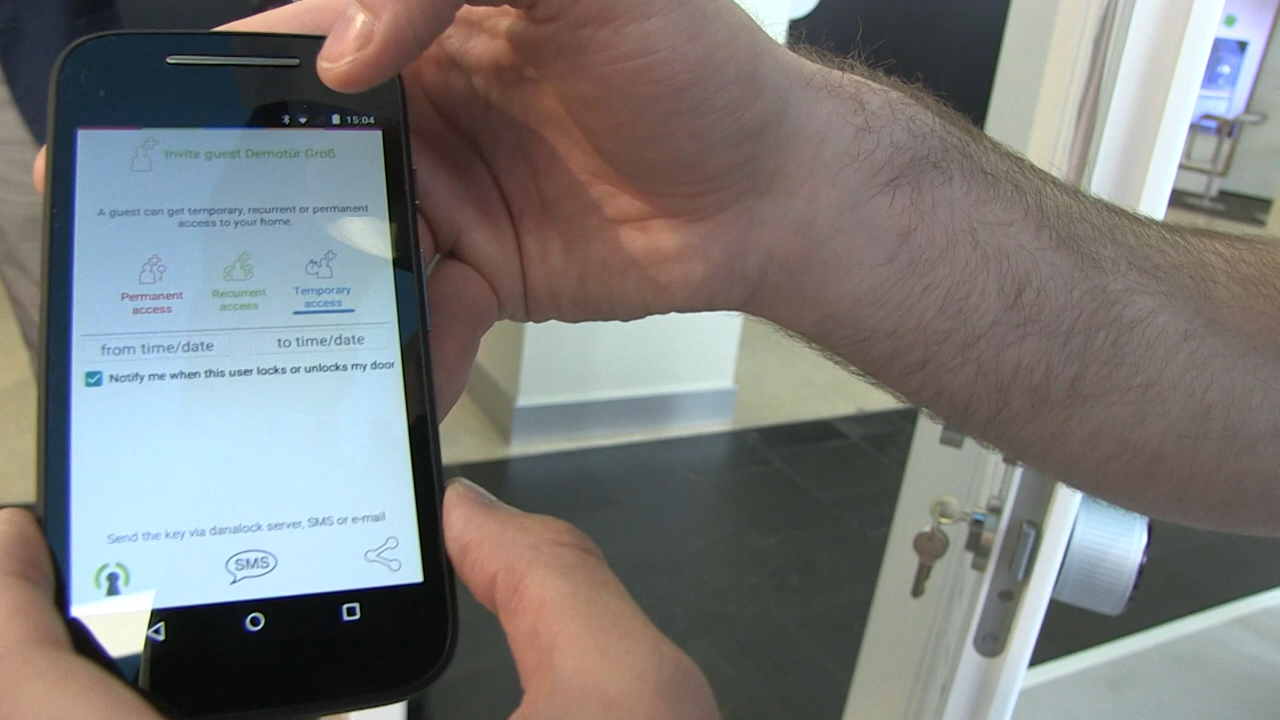 15:04
Invite guest Dematür Groß
A guest can get temporary, recurrent or permanent
access to your home.
Permanent
access
Recurrent
access
Temporary
access
from time/date
to time/date
Notify me when this user locks or unlocks my door
Send the key via danalock server, SMS or e-mail
SMS